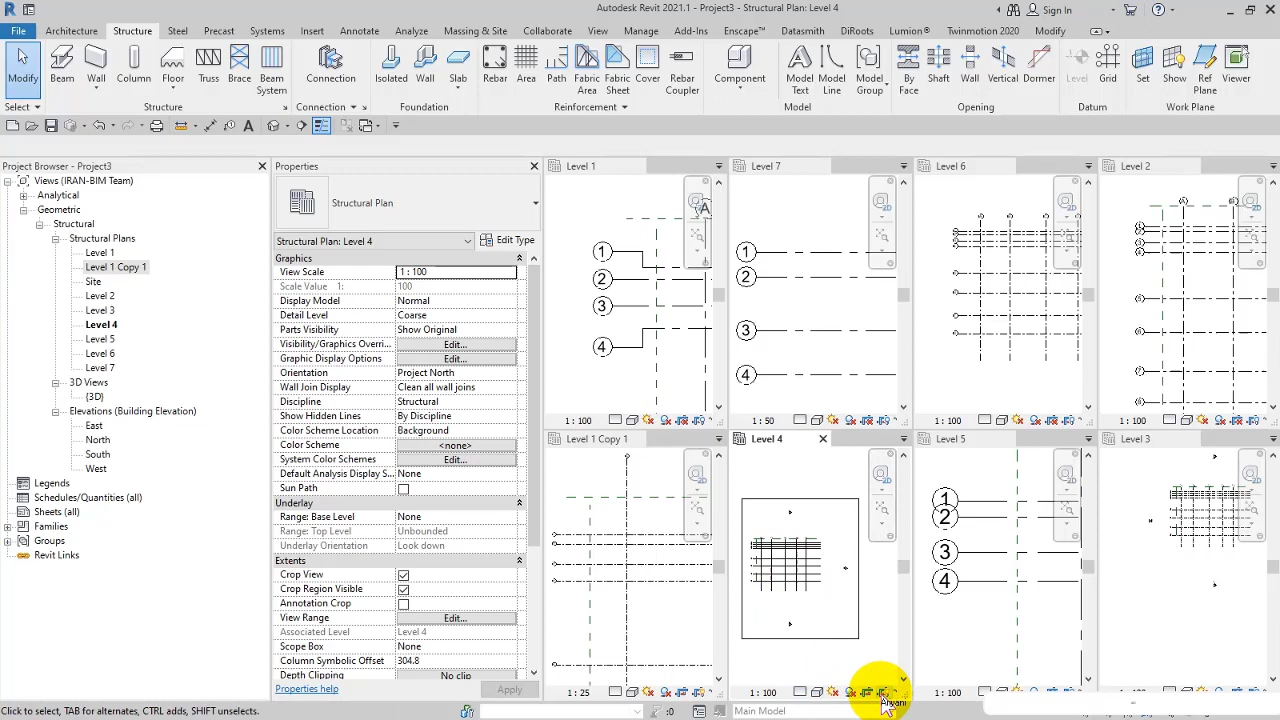 Autodesk Revit 2021.1 - Project3 - Structural Plan: Level 4
Sign In
File Architecture Structure Steel Precast Systems Insert Annotate Analyze Massing & Site Collaborate View Manage Add-Ins Enscape™ Datasmith DiRoots Lumion® Twinmotion 2020 Modify
Modify Beam Wall Column Floor Truss Brace Beam System Connection Isolated Wall Slab Rebar Area Path Fabric Area Fabric Sheet Cover Rebar Coupler Component Model Text Model Line Model Group By Face Shaft Wall Vertical Dormer Level Grid Set Show Ref Plane Viewer
Select Structure Connection Foundation Reinforcement Model Opening Datum Work Plane
Project Browser - Project3
Views (IRAN-BIM Team)
Analytical
Geometric
Structural
Structural Plans
Level 1
Level 1 Copy 1
Site
Level 2
Level 3
Level 4
Level 5
Level 6
Level 7
3D Views
{3D}
Elevations (Building Elevation)
East
North
South
West
Legends
Schedules/Quantities (all)
Sheets (all)
Families
Groups
Revit Links
Properties
Structural Plan
Structural Plan: Level 4 Edit Type
Graphics
View Scale 1 : 100
Scale Value 1: 100
Display Model Normal
Detail Level Coarse
Parts Visibility Show Original
Visibility/Graphics Overri... Edit...
Graphic Display Options Edit...
Orientation Project North
Wall Join Display Clean all wall joins
Discipline Structural
Show Hidden Lines By Discipline
Color Scheme Location Background
Color Scheme <none>
System Color Schemes Edit...
Default Analysis Display S... None
Sun Path
Underlay
Range: Base Level None
Range: Top Level Unbounded
Underlay Orientation Look down
Extents
Crop View
Crop Region Visible
Annotation Crop
View Range Edit...
Associated Level Level 4
Scope Box None
Column Symbolic Offset 304.8
Depth Clipping No clip
Properties help Apply
Level 1
A
1
2
3
4
1 : 100
Level 7
1
2
3
4
1 : 50
Level 6
1 : 100
Level 2
1 : 100
Level 1 Copy 1
1 : 25
Level 4
1 : 100
Level 5
1
2
3
4
1 : 100
Level 3
Click to select, TAB for alternates, CTRL adds, SHIFT unselects.
:0
Main Model